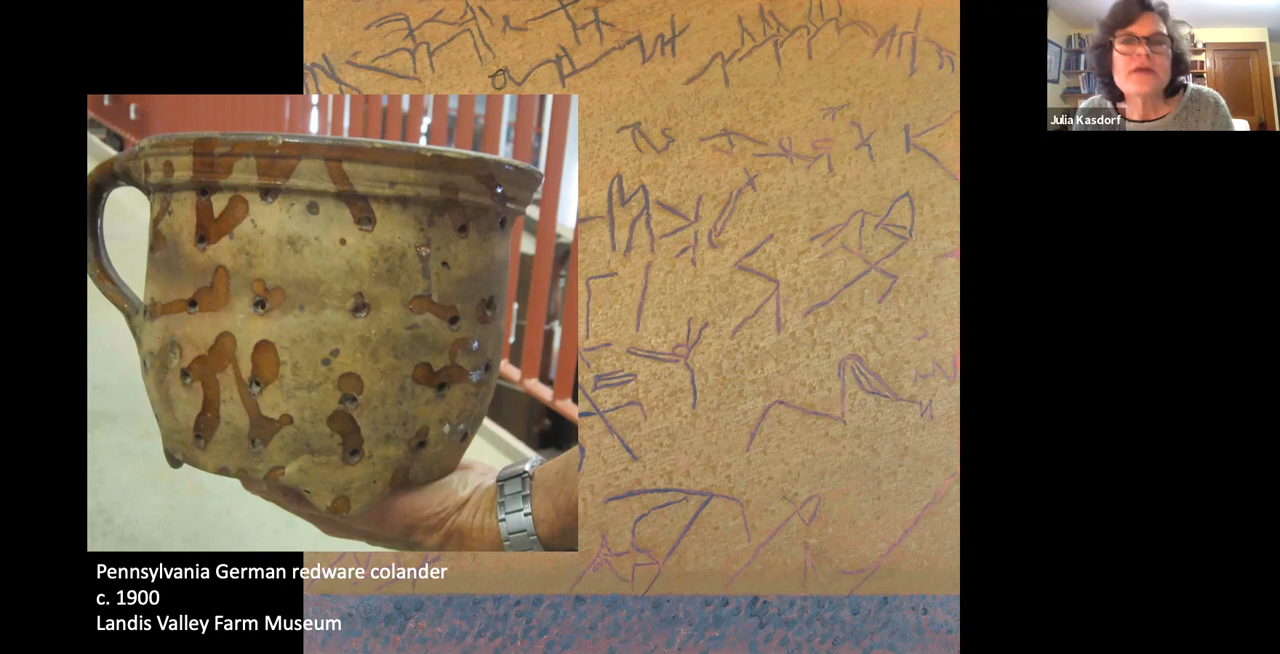 Julia Kasdorf
Pennsylvania German redware colander
c. 1900
Landis Valley Farm Museum